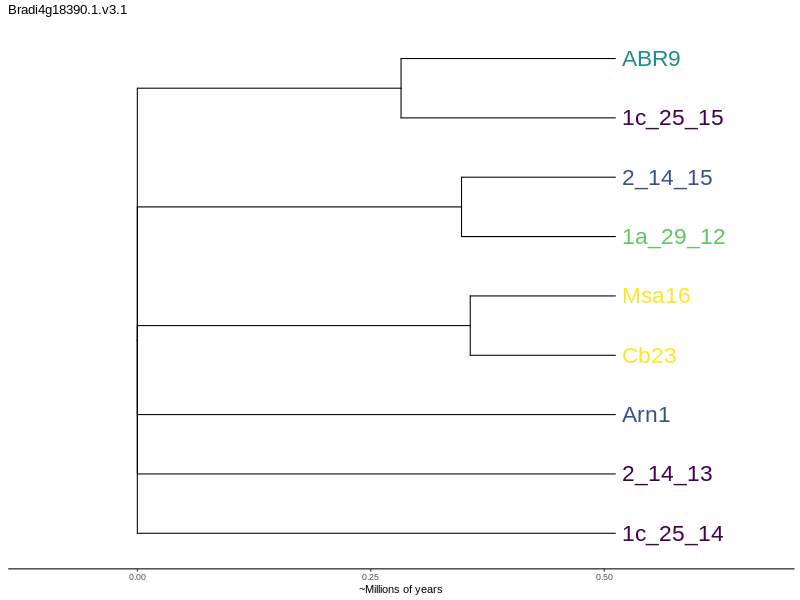 Bradi4g18390.1.v3.1
ABR9
1c_25_15
2_14_15
1a_29_12
Msa16
Cb23
Arn1
2_14_13
1c_25_14
0.00 0.25 0.50
~Millions of years